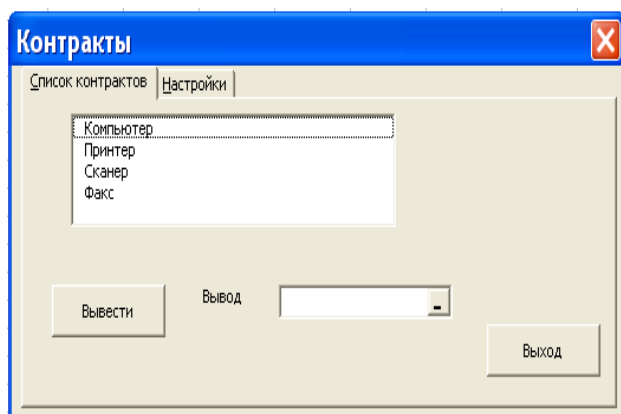 Контракты
Список контрактов Настройки
Компьютер
Принтер
Сканер
Факс
Вывести Вывод
Выход